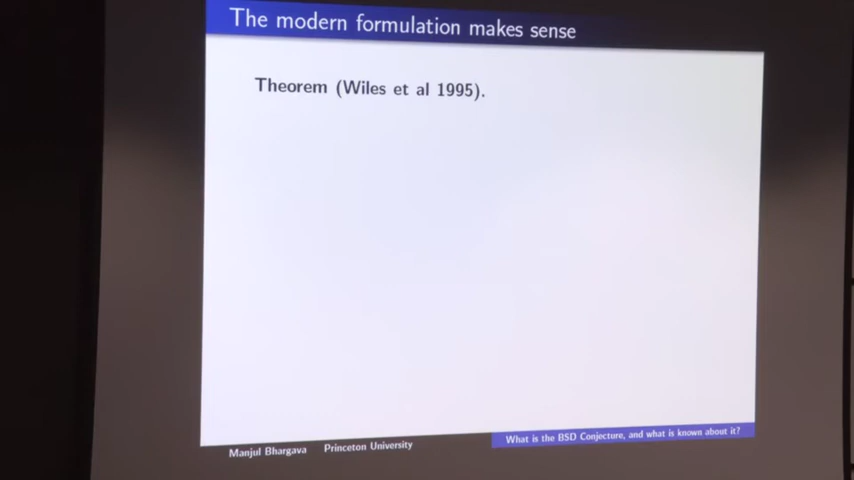 The modern formulation makes sense
Theorem (Wiles et al 1995).
Manjul Bhargava Princeton University
What is the BSD Conjecture, and what is known about it?